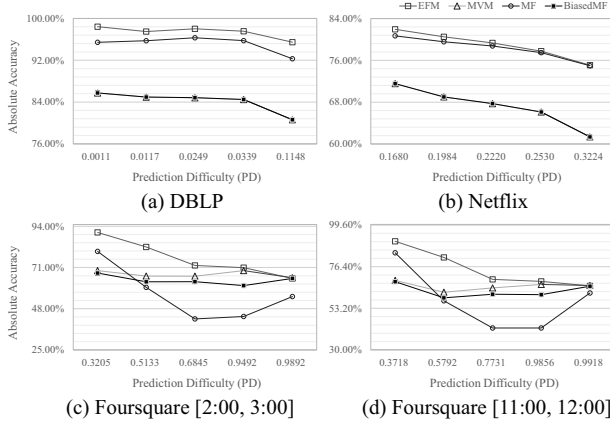 EFM MVM MF BiasedMF
Absolute Accuracy
100.00%
92.00%
84.00%
76.00%
0.0011 0.0117 0.0249 0.0339 0.1148
Prediction Difficulty (PD)
(a) DBLP
84.00%
76.00%
68.00%
60.00%
0.1680 0.1984 0.2220 0.2530 0.3224
Prediction Difficulty (PD)
(b) Netflix
Absolute Accuracy
94.00%
71.00%
48.00%
25.00%
0.3205 0.5133 0.6845 0.9492 0.9892
Prediction Difficulty (PD)
(c) Foursquare [2:00, 3:00]
99.60%
76.40%
53.20%
30.00%
0.3718 0.5792 0.7731 0.9856 0.9918
Prediction Difficulty (PD)
(d) Foursquare [11:00, 12:00]